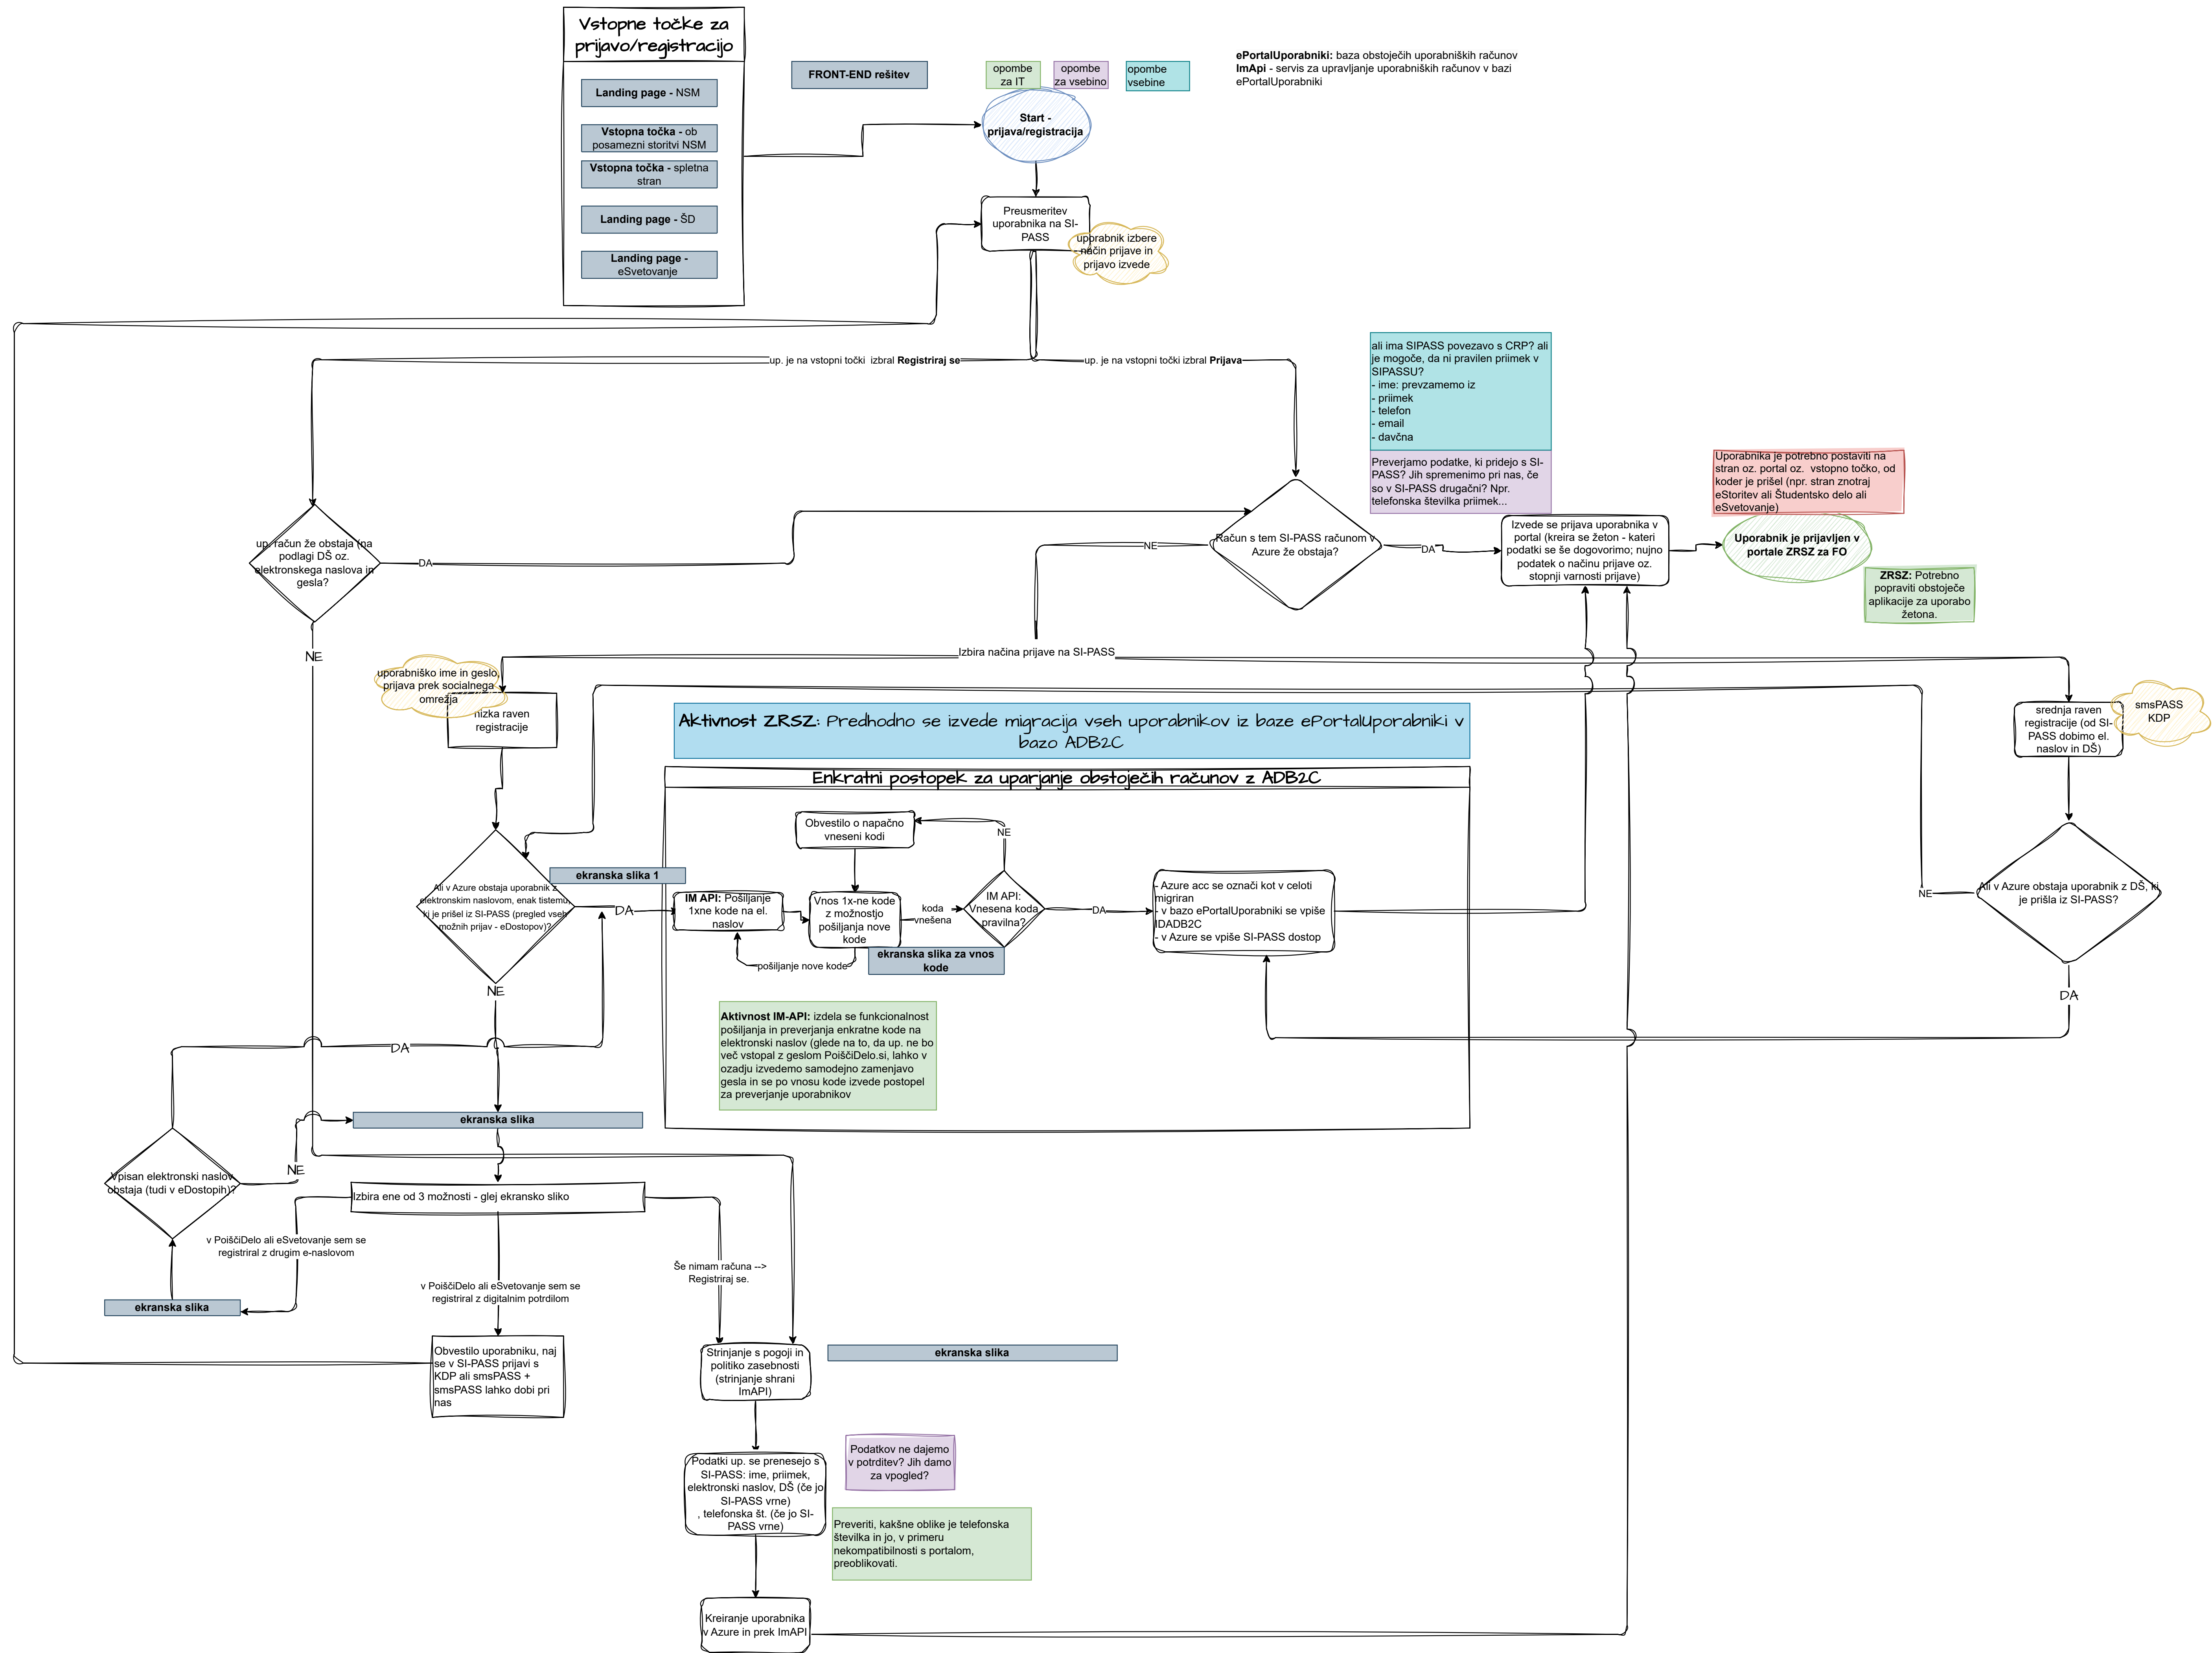 Vstopne točke za
prijavo/registracijo
Landing page - NSM
Vstopna točka - ob
posamezni storitvi NSM
Vstopna točka - spletna
stran
Landing page - ŠD
Landing page -
eSvetovanje
FRONT-END rešitev
opombe
za IT
opombe
za vsebino
opombe
vsebine
ePortalUporabniki: baza obstoječih uporabniških računov
ImApi - servis za upravljanje uporabniških računov v bazi
ePortalUporabniki
Start -
prijava/registracija
Preusmeritev
uporabnika na SI-
PASS
upprabnik izbere
način prijave in
prijavo izvede
up. je na vstopni točki izbral Registriraj se
up. je na vstopni točki izbral Prijava
ali ima SIPASS povezavo s CRP? ali
je mogoče, da ni pravilen priimek v
SIPASSU?
- ime: prevzamemo iz
- priimek
- telefon
- email
- davčna
Preverjamo podatke, ki pridejo s SI-
PASS? Jih spremenimo pri nas, če
so v SI-PASS drugačni? Npr.
telefonska številka priimek...
Uporabnika je potrebno postaviti na
stran oz. portal oz. vstopno točko, od
koder je prišel (npr. stran znotraj
eStoritev ali Študentsko delo ali
eSvetovanje)
up. račun že obstaja (na
podlagi DŠ oz.
elektronskega naslova in
gesla?
DA
Račun s tem SI-PASS računom v
Azure že obstaja?
NE
DA
Izvede se prijava uporabnika v
portal (kreira se žeton - kateri
podatki se še dogovorimo; nujno
podatek o načinu prijave oz.
stopnji varnosti prijave)
Uporabnik je prijavljen v
portale ZRSZ za FO
ZRSZ: Potrebno
popraviti obstoječe
aplikacije za uporabo
žetona.
NE
Izbira načina prijave na SI-PASS
uporabniško ime in geslo,
prijava prek socialnega
omrežja
nizka raven
registracije
Aktivnost ZRSZ: Predhodno se izvede migracija vseh uporabnikov iz baze ePortalUporabniki v
bazo ADB2C
srednja raven
registracije (od SI-
PASS dobimo el.
naslov in DŠ)
smsPASS
KDP
Enkratni postopek za uparjanje obstoječih računov z ADB2C
Obvestilo o napačno
vneseni kodi
NE
Ali v Azure obstaja uporabnik z
elektronskim naslovom, enak tistemu,
ki je prišel iz SI-PASS (pregled vseh
možnih prijav - eDostopov)?
ekranska slika 1
DA
IM API: Pošiljanje
1xne kode na el.
naslov
Vnos 1x-ne kode
z možnostjo
pošiljanja nove
kode
koda
vnešena
IM API:
Vnesena koda
pravilna?
DA
- Azure acc se označi kot v celoti
migriran
- v bazo ePortalUporabniki se vpiše
IDADB2C
- v Azure se vpiše SI-PASS dostop
NE
Ali v Azure obstaja uporabnik z DŠ, ki
je prišla iz SI-PASS?
ekranska slika za vnos
kode
pošiljanje nove kode
NE
DA
Aktivnost IM-API: izdela se funkcionalnost
pošiljanja in preverjanja enkratne kode na
elektronski naslov (glede na to, da up. ne bo
več vstopal z geslom PoiščiDelo.si, lahko v
ozadju izvedemo samodejno zamenjavo
gesla in se po vnosu kode izvede postopel
za preverjanje uporabnikov
DA
ekranska slika
NE
Vpisan elektronski naslov
obstaja (tudi v eDostopih)?
Izbira ene od 3 možnosti - glej ekransko sliko
v PoiščiDelo ali eSvetovanje sem se
registriral z drugim e-naslovom
v PoiščiDelo ali eSvetovanje sem se
registriral z digitalnim potrdilom
Še nimam računa -->
Registriraj se.
ekranska slika
Obvestilo uporabniku, naj
se v SI-PASS prijavi s
KDP ali smsPASS +
smsPASS lahko dobi pri
nas
Strinjanje s pogoji in
politiko zasebnosti
(strinjanje shrani
ImAPI)
ekranska slika
Podatki up. se prenesejo s
SI-PASS: ime, priimek,
elektronski naslov, DŠ (če jo
SI-PASS vrne)
, telefonska št. (če jo SI-
PASS vrne)
Podatkov ne dajemo
v potrditev? Jih damo
za vpogled?
Preveriti, kakšne oblike je telefonska
številka in jo, v primeru
nekompatibilnosti s portalom,
preoblikovati.
Kreiranje uporabnika
v Azure in prek ImAPI